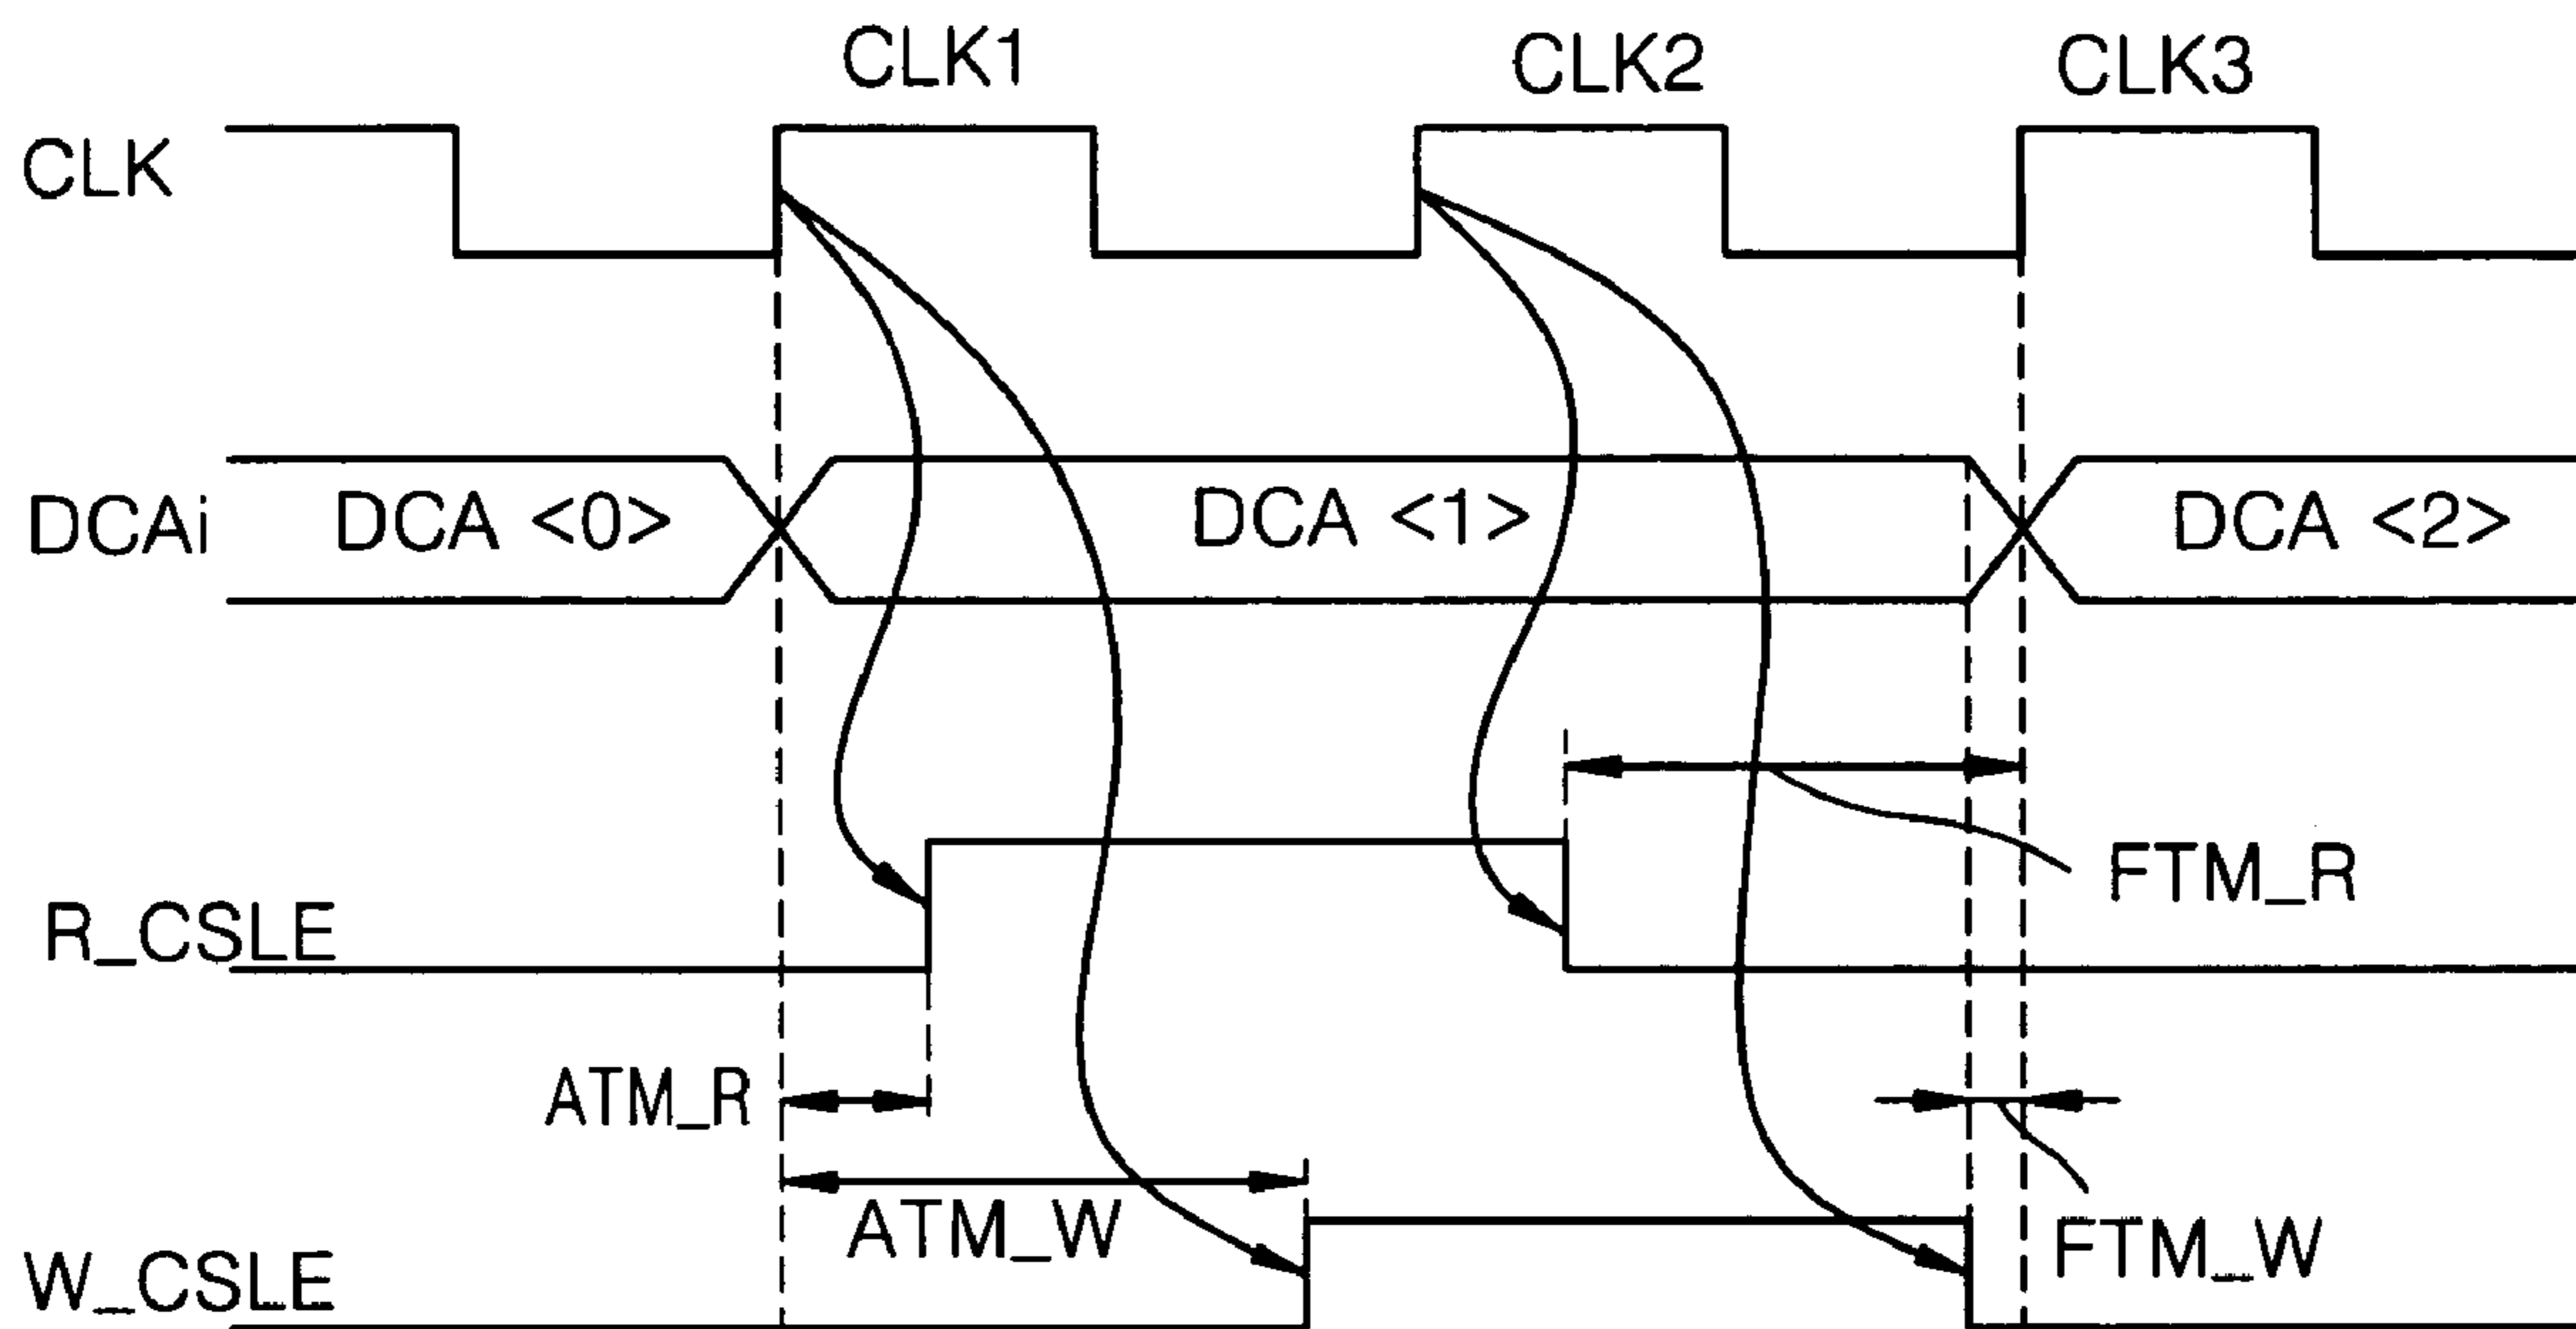 CLK1 CLK2 CLK3
CLK
DCAi DCA <0> DCA <1> DCA <2>
FTM_R
R_CSLE
ATM_R
ATM_W
FTM_W
W_CSLE